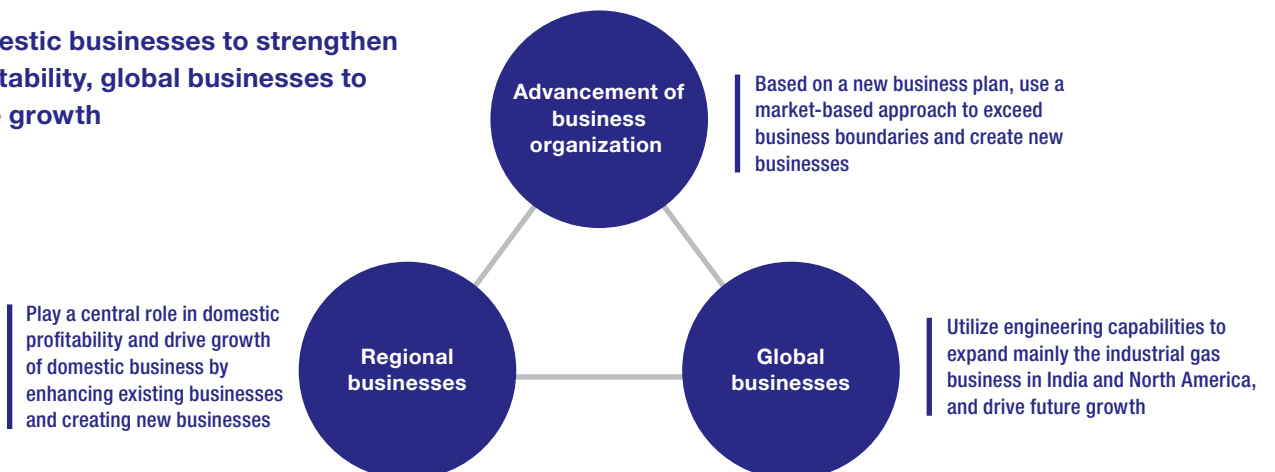 estic businesses to strengthen
tability, global businesses to
growth
Advancement of
business
organization
Based on a new business plan, use a
market-based approach to exceed
business boundaries and create new
businesses
Play a central role in domestic
profitability and drive growth
of domestic business by
enhancing existing businesses
and creating new businesses
Regional
businesses
Global
businesses
Utilize engineering capabilities to
expand mainly the industrial gas
business in India and North America,
and drive future growth